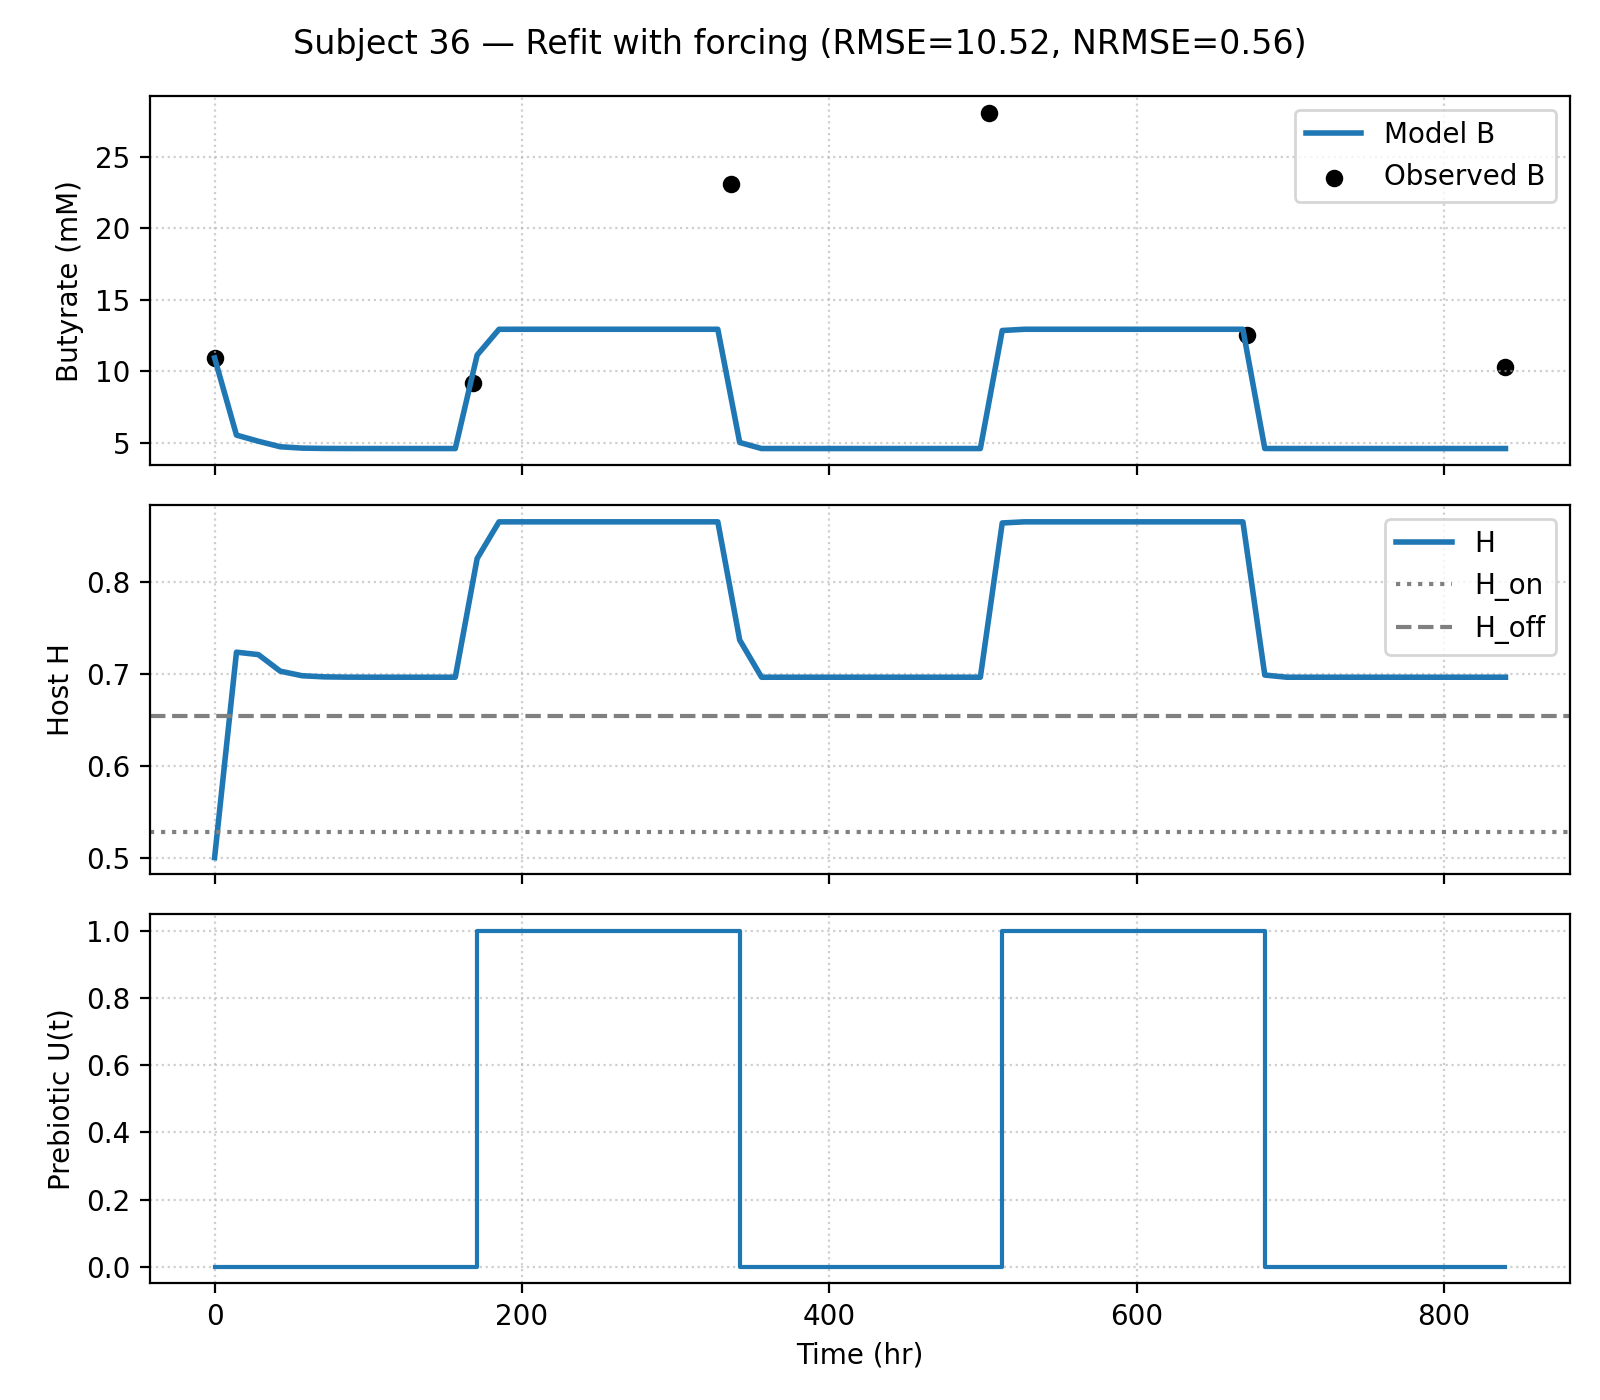 Subject 36 — Refit with forcing (RMSE=10.52, NRMSE=0.56)
Butyrate (mM)
25
20
15
10
5
Model B
Observed B
Host H
0.8
0.7
0.6
0.5
H
H_on
H_off
Prebiotic U(t)
1.0
0.8
0.6
0.4
0.2
0.0
0 200 400 600 800
Time (hr)